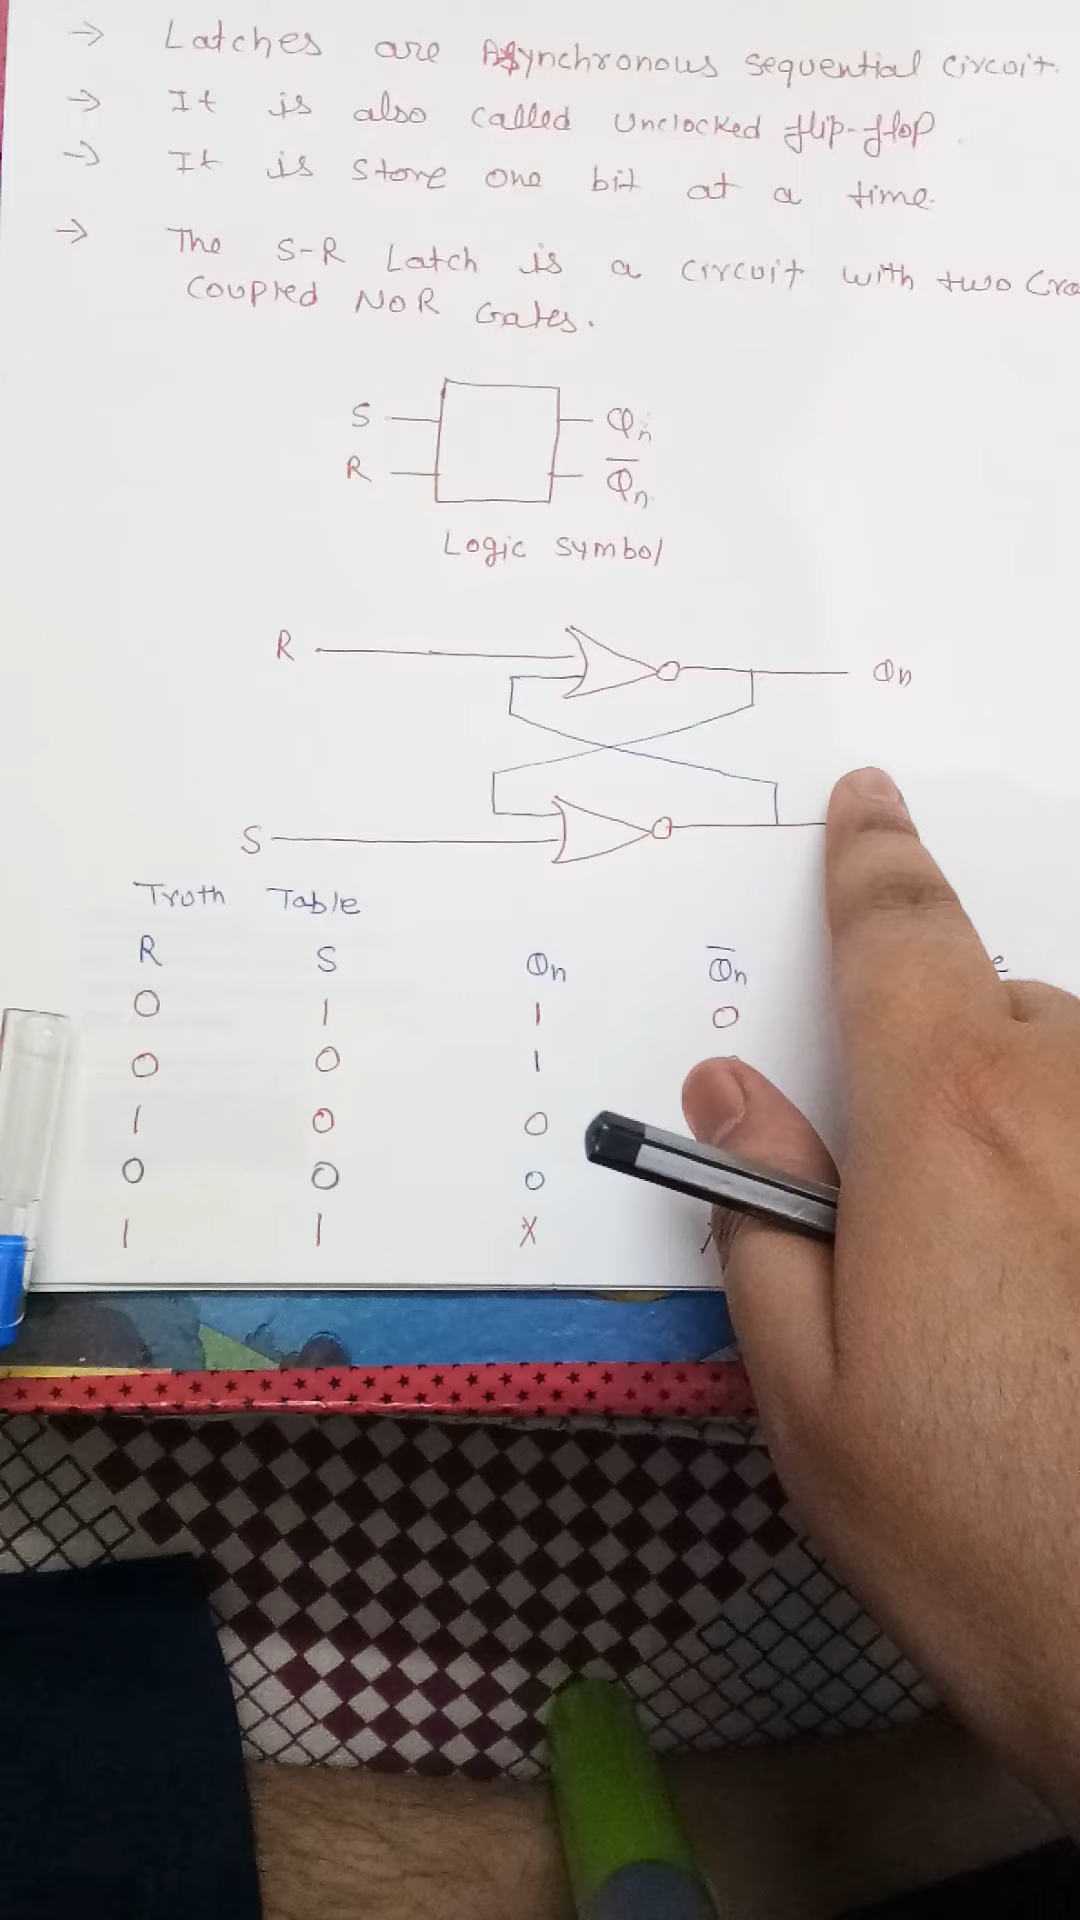 → Latches are Asynchronous sequential circuit.
→ It is also called unclocked flip-flop.
→ It is store one bit at a time.
→ The S-R Latch is a circuit with two
coupled NOR Gates.
S Qn
R Q̅n
Logic symbol
R Qn
S
Truth Table
R S Qn Q̅n
0 1 1 0
0 0 1
1 0 0
0 0 0
1 1 X